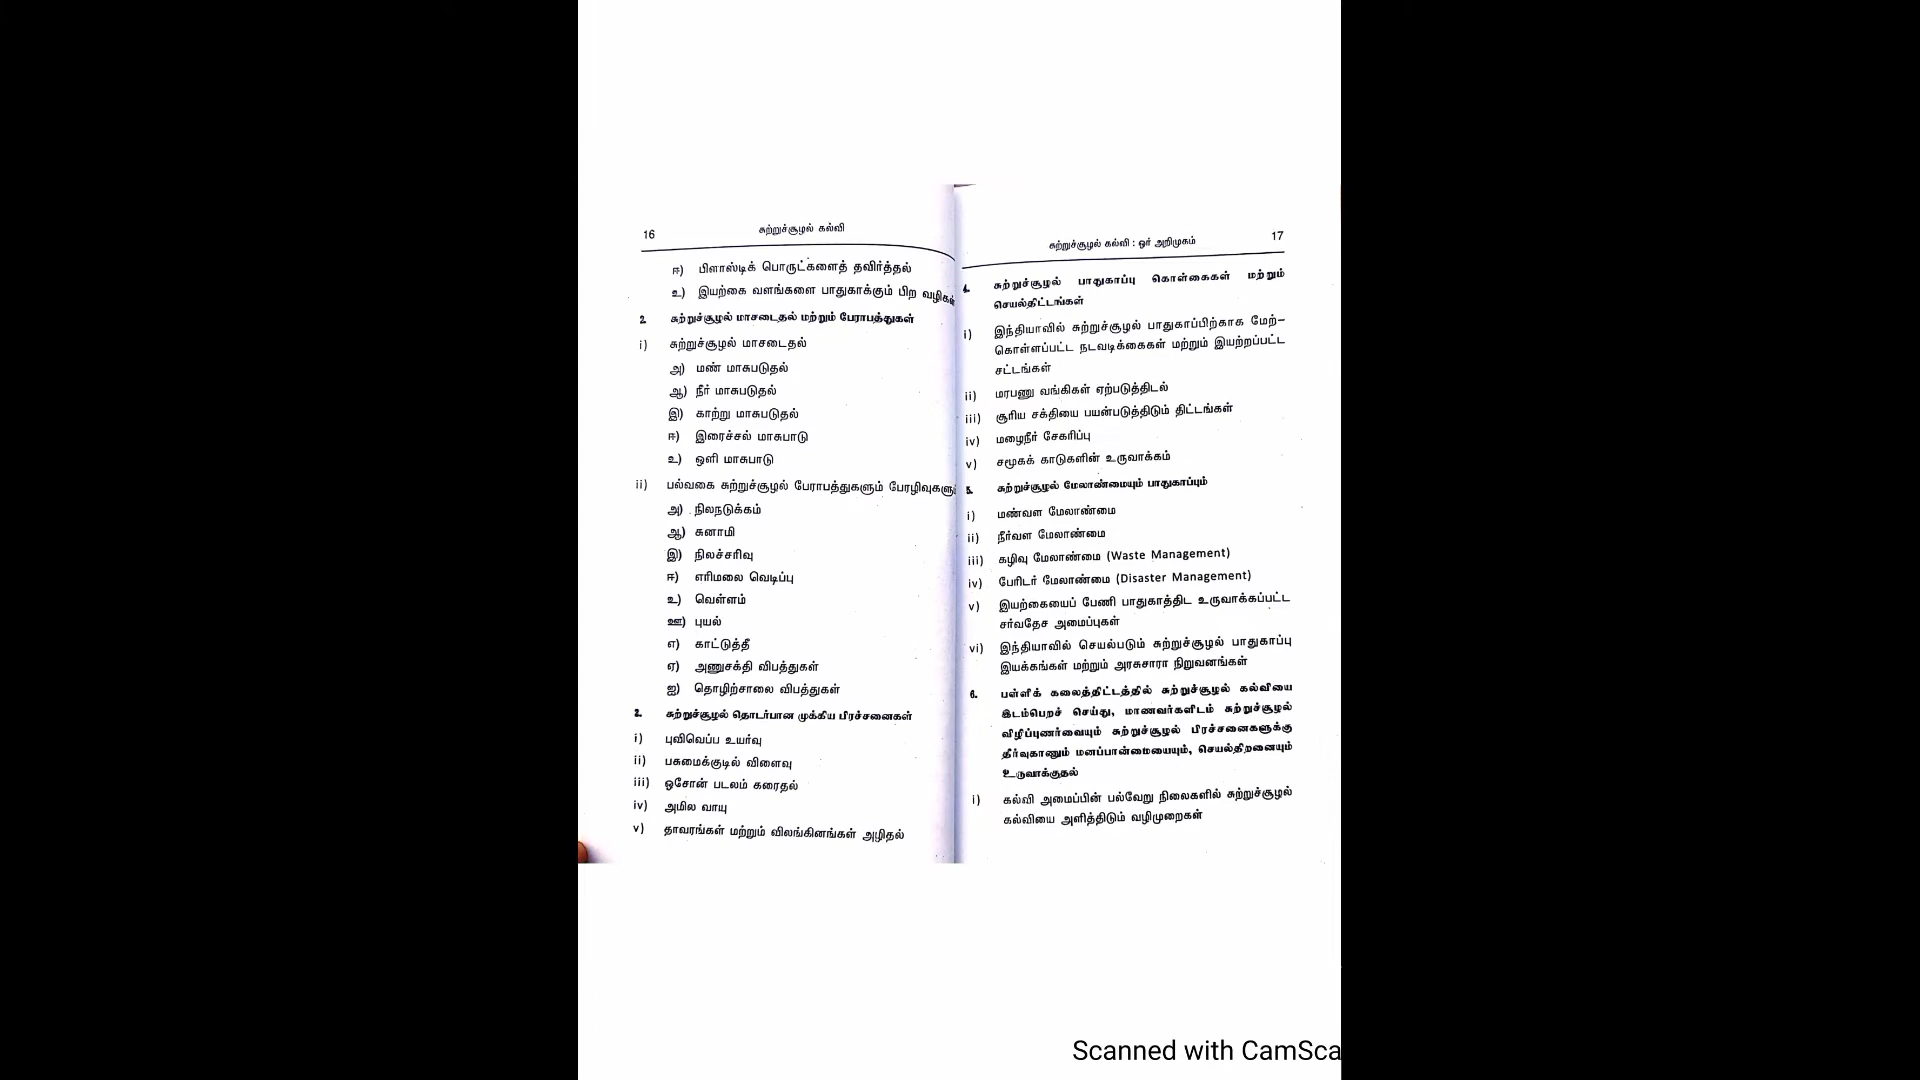 16
சுற்றுச்சூழல் கல்வி
ஈ) பிளாஸ்டிக் பொருட்களைத் தவிர்த்தல்
உ) இயற்கை வளங்களை பாதுகாக்கும் பிற வழிகள்
2. சுற்றுச்சூழல் மாசடைதல் மற்றும் பேராபத்துகள்
i) சுற்றுச்சூழல் மாசடைதல்
அ) மண் மாசுபடுதல்
ஆ) நீர் மாசுபடுதல்
இ) காற்று மாசுபடுதல்
ஈ) இரைச்சல் மாசுபாடு
உ) ஒளி மாசுபாடு
ii) பல்வகை சுற்றுச்சூழல் பேராபத்துகளும் பேரழிவுகளும்
அ) நிலநடுக்கம்
ஆ) சுனாமி
இ) நிலச்சரிவு
ஈ) எரிமலை வெடிப்பு
உ) வெள்ளம்
ஊ) புயல்
எ) காட்டுத்தீ
ஏ) அணுசக்தி விபத்துகள்
ஐ) தொழிற்சாலை விபத்துகள்
3. சுற்றுச்சூழல் தொடர்பான முக்கிய பிரச்சனைகள்
i) புவிவெப்ப உயர்வு
ii) பசுமைக்குடில் விளைவு
iii) ஓசோன் படலம் கரைதல்
iv) அமில வாயு
v) தாவரங்கள் மற்றும் விலங்கினங்கள் அழிதல்
சுற்றுச்சூழல் கல்வி : ஓர் அறிமுகம்
17
4. சுற்றுச்சூழல் பாதுகாப்பு கொள்கைகள் மற்றும்
செயல்திட்டங்கள்
i) இந்தியாவில் சுற்றுச்சூழல் பாதுகாப்பிற்காக மேற்-
கொள்ளப்பட்ட நடவடிக்கைகள் மற்றும் இயற்றப்பட்ட
சட்டங்கள்
ii) மரபணு வங்கிகள் ஏற்படுத்திடல்
iii) சூரிய சக்தியை பயன்படுத்திடும் திட்டங்கள்
iv) மழைநீர் சேகரிப்பு
v) சமூகக் காடுகளின் உருவாக்கம்
5. சுற்றுச்சூழல் மேலாண்மையும் பாதுகாப்பும்
i) மண்வள மேலாண்மை
ii) நீர்வள மேலாண்மை
iii) கழிவு மேலாண்மை (Waste Management)
iv) பேரிடர் மேலாண்மை (Disaster Management)
v) இயற்கையைப் பேணி பாதுகாத்திட உருவாக்கப்பட்ட
சர்வதேச அமைப்புகள்
vi) இந்தியாவில் செயல்படும் சுற்றுச்சூழல் பாதுகாப்பு
இயக்கங்கள் மற்றும் அரசுசாரா நிறுவனங்கள்
6. பள்ளிக் கலைத்திட்டத்தில் சுற்றுச்சூழல் கல்வியை
இடம்பெறச் செய்து, மாணவர்களிடம் சுற்றுச்சூழல்
விழிப்புணர்வையும் சுற்றுச்சூழல் பிரச்சனைகளுக்கு
தீர்வுகாணும் மனப்பான்மையையும், செயல்திறனையும்
உருவாக்குதல்
i) கல்வி அமைப்பின் பல்வேறு நிலைகளில் சுற்றுச்சூழல்
கல்வியை அளித்திடும் வழிமுறைகள்
Scanned with CamSca